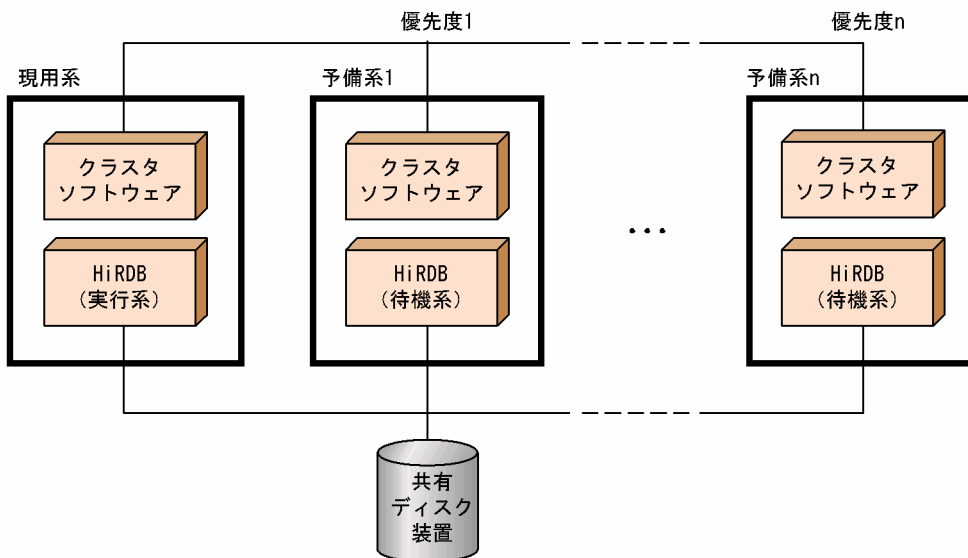 優先度1
優先度n
現用系
予備系1
予備系n
クラスタ
ソフトウェア
クラスタ
ソフトウェア
クラスタ
ソフトウェア
・・・
HiRDB
(実行系)
HiRDB
(待機系)
HiRDB
(待機系)
共有
ディスク
装置